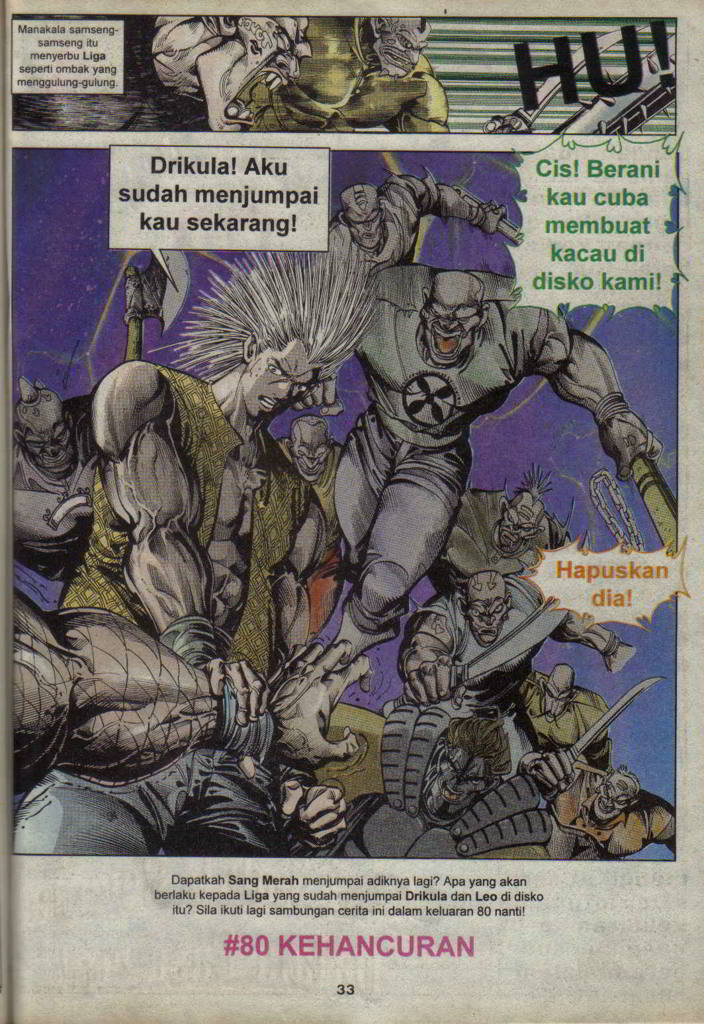 Manakala samseng-
samseng itu
menyerbu Liga
seperti ombak yang
menggulung-gulung.
HU!
Drikula! Aku
sudah menjumpai
kau sekarang!
Cis! Berani
kau cuba
membuat
kacau di
disko kami!
Hapuskan
dia!
Dapatkah Sang Merah menjumpai adiknya lagi? Apa yang akan
berlaku kepada Liga yang sudah menjumpai Drikula dan Leo di disko
itu? Sila ikuti lagi sambungan cerita ini dalam keluaran 80 nanti!
#80 KEHANCURAN
33